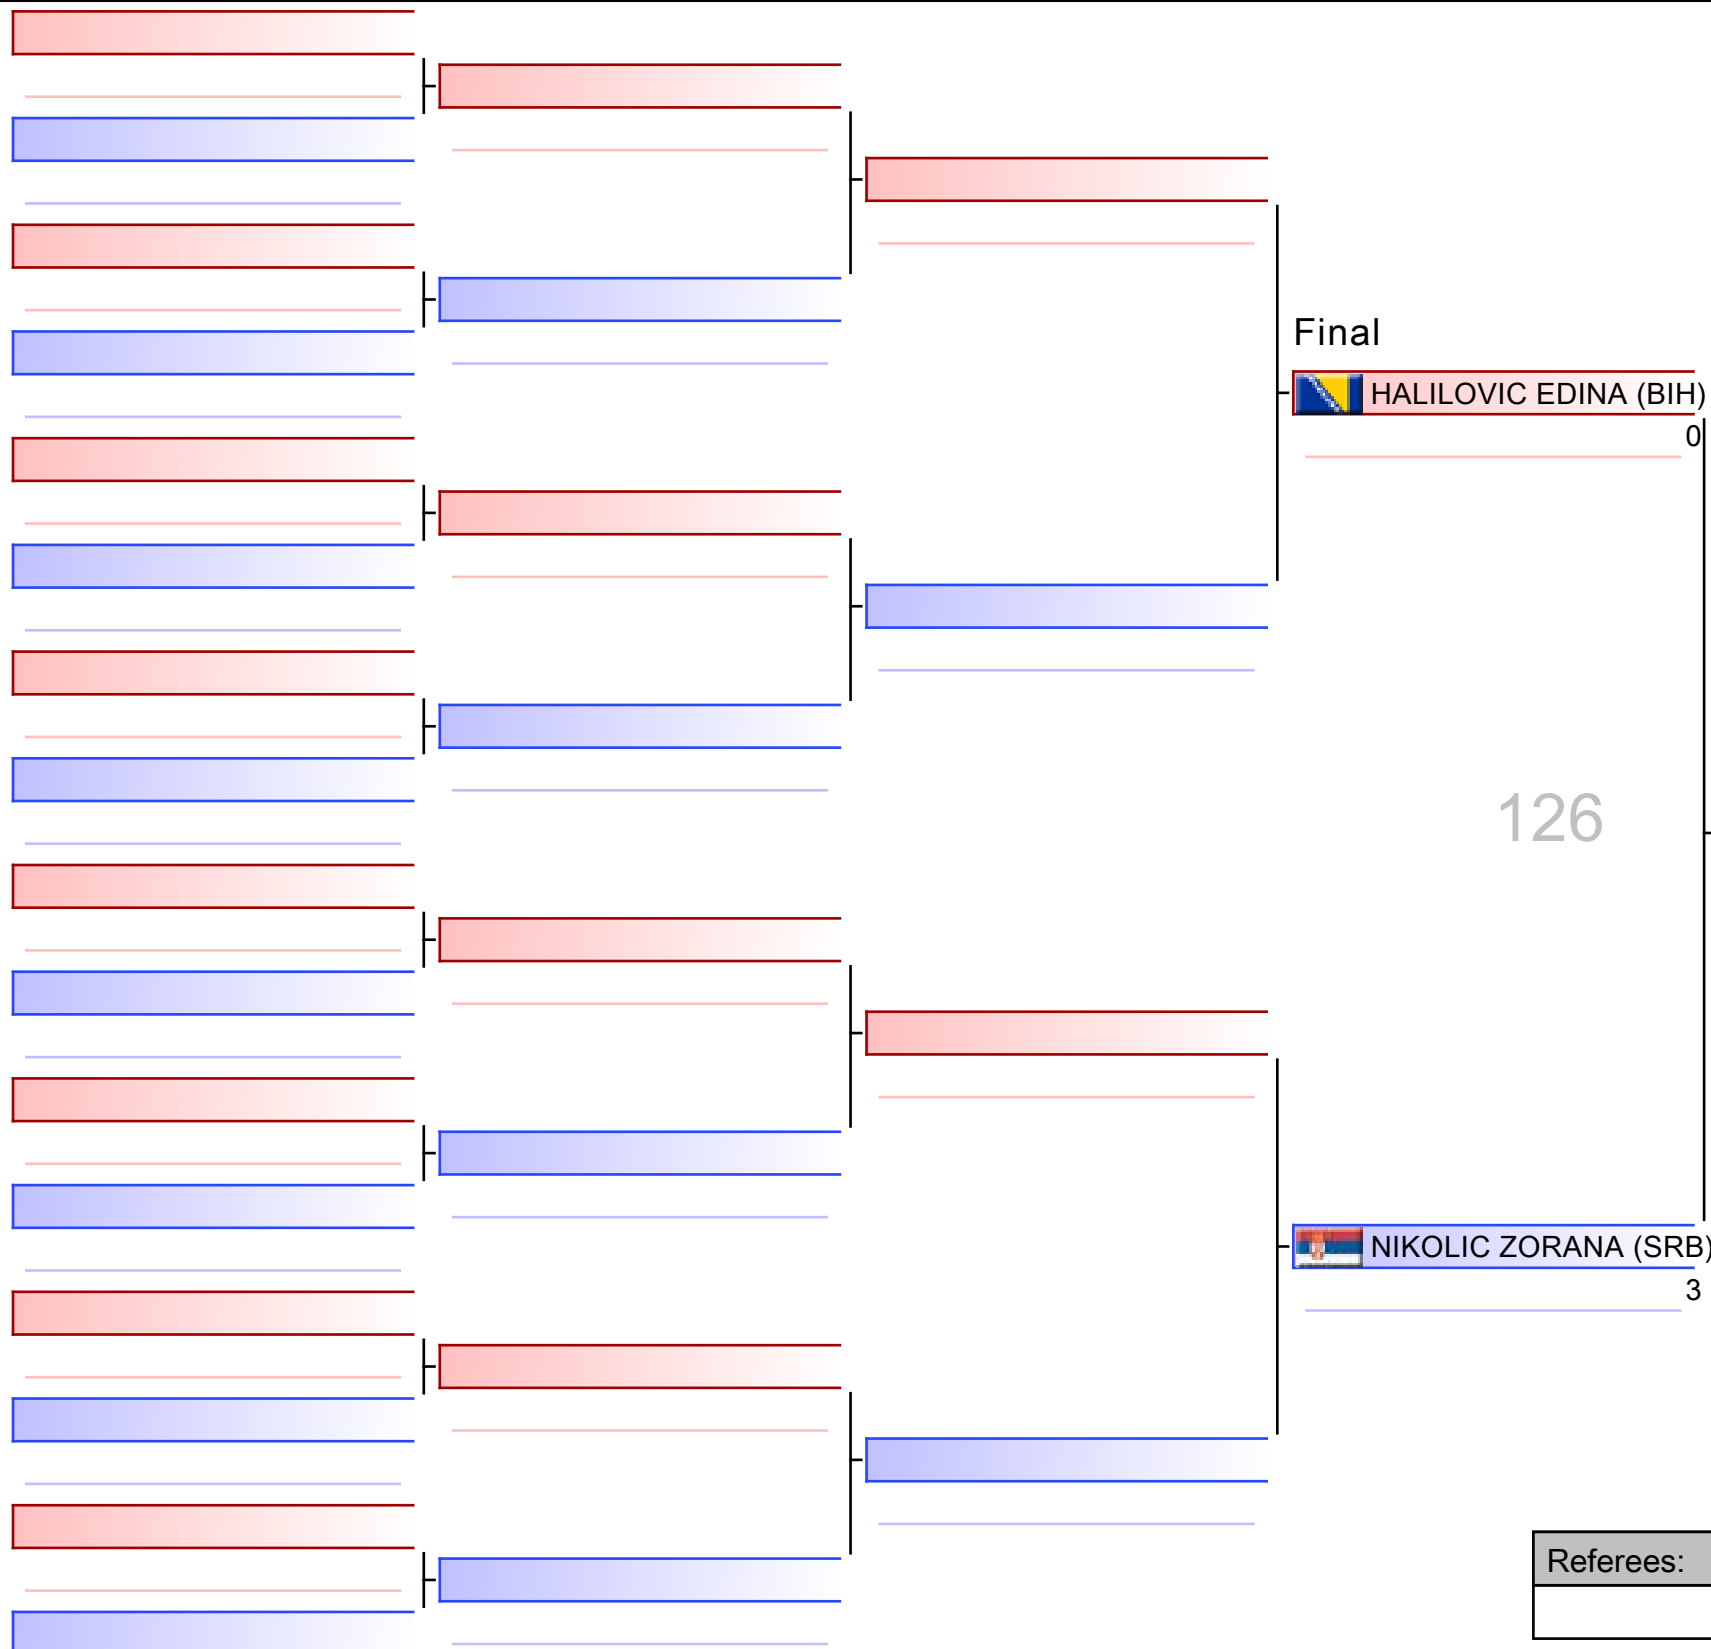 Final
HALILOVIC EDINA (BIH)
0
126
NIKOLIC ZORANA (SRB)
3
Referees: